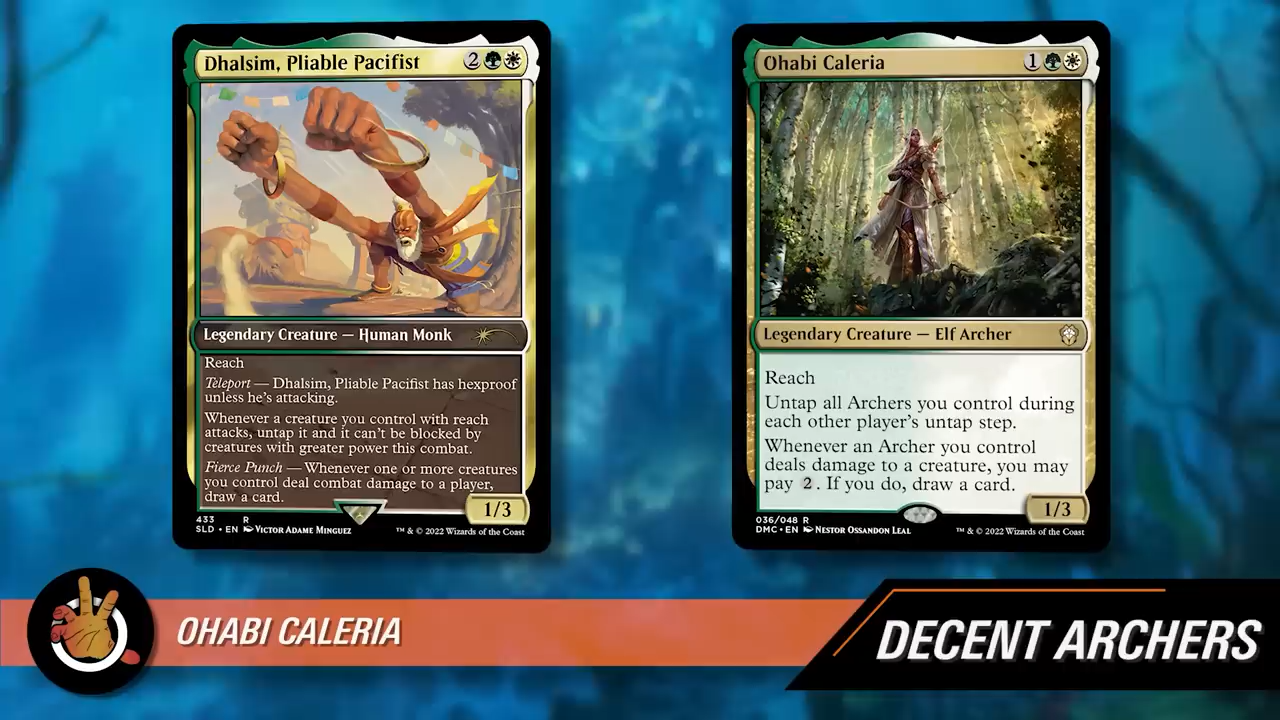 Dhalsim, Pliable Pacifist 2
Legendary Creature — Human Monk
Reach
Teleport — Dhalsim, Pliable Pacifist has hexproof
unless he's attacking.
Whenever a creature you control with reach
attacks, untap it and it can't be blocked by
creatures with greater power this combat.
Fierce Punch — Whenever one or more creatures
you control deal combat damage to a player,
draw a card.
1/3
433 R
SLD • EN Victor Adame Minguez
™ & © 2022 Wizards of the Coast
Ohabi Caleria 1
Legendary Creature — Elf Archer
Reach
Untap all Archers you control during
each other player's untap step.
Whenever an Archer you control
deals damage to a creature, you may
pay 2. If you do, draw a card.
1/3
036/048 R
DMC • EN Nestor Ossandon Leal
™ & © 2022 Wizards of the Coast
OHABI CALERIA
DECENT ARCHERS